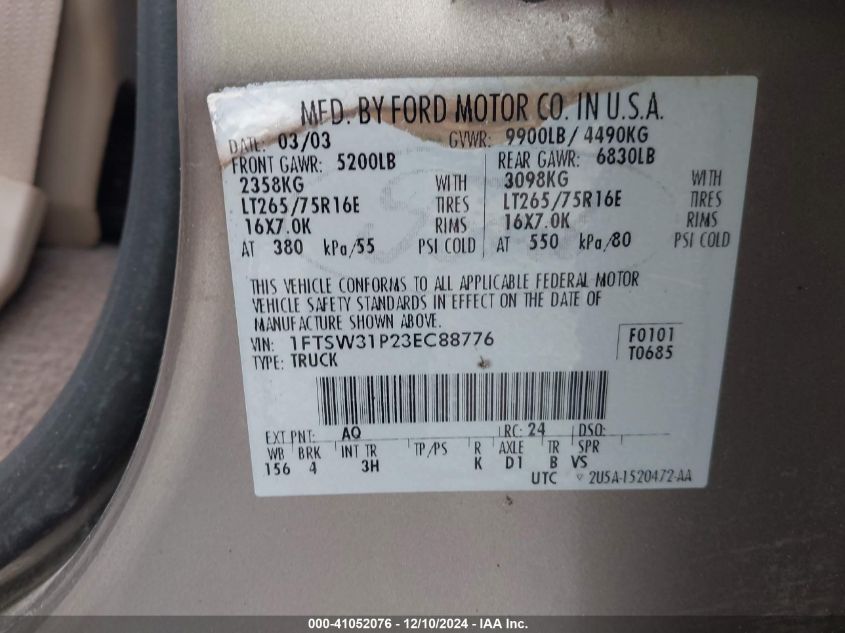 MFD. BY FORD MOTOR CO. IN U.S.A.
DATE: 03/03 GVWR: 9900LB / 4490KG
FRONT GAWR: 5200LB REAR GAWR: 6830LB
2358KG WITH 3098KG WITH
LT265/75R16E TIRES LT265/75R16E TIRES
16X7.0K RIMS 16X7.0K RIMS
AT 380 kPa/55 PSI COLD AT 550 kPa/80 PSI COLD
THIS VEHICLE CONFORMS TO ALL APPLICABLE FEDERAL MOTOR
VEHICLE SAFETY STANDARDS IN EFFECT ON THE DATE OF
MANUFACTURE SHOWN ABOVE.
VIN: 1FTSW31P23EC88776 F0101
TYPE: TRUCK T0685
EXT PNT: AQ RC: 24 DSO:
WB BRK INT TR TP/PS R AXLE TR SPR
156 4 3H K D1 B VS
UTC ▽ 2U5A-1520472-AA
000-41052076 - 12/10/2024 - IAA Inc.